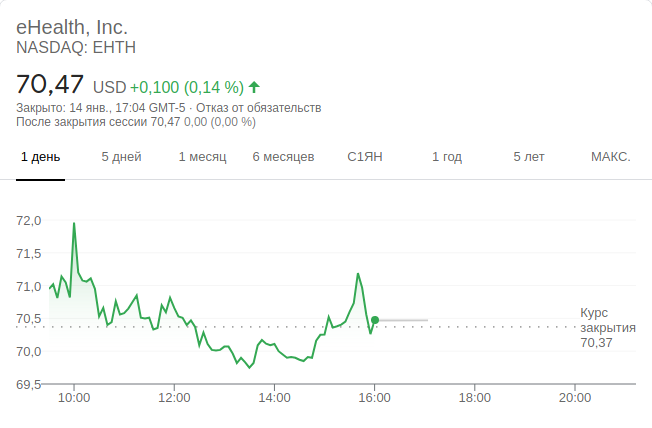 eHealth, Inc.
NASDAQ: EHTH
70,47 USD +0,100 (0,14 %)
Закрыто: 14 янв., 17:04 GMT-5 · Отказ от обязательств
После закрытия сессии 70,47 0,00 (0,00 %)
1 день 5 дней 1 месяц 6 месяцев С1ЯН 1 год 5 лет МАКС.
72,0
71,5
71,0
70,5
70,0
69,5
Курс
закрытия
70,37
10:00 12:00 14:00 16:00 18:00 20:00